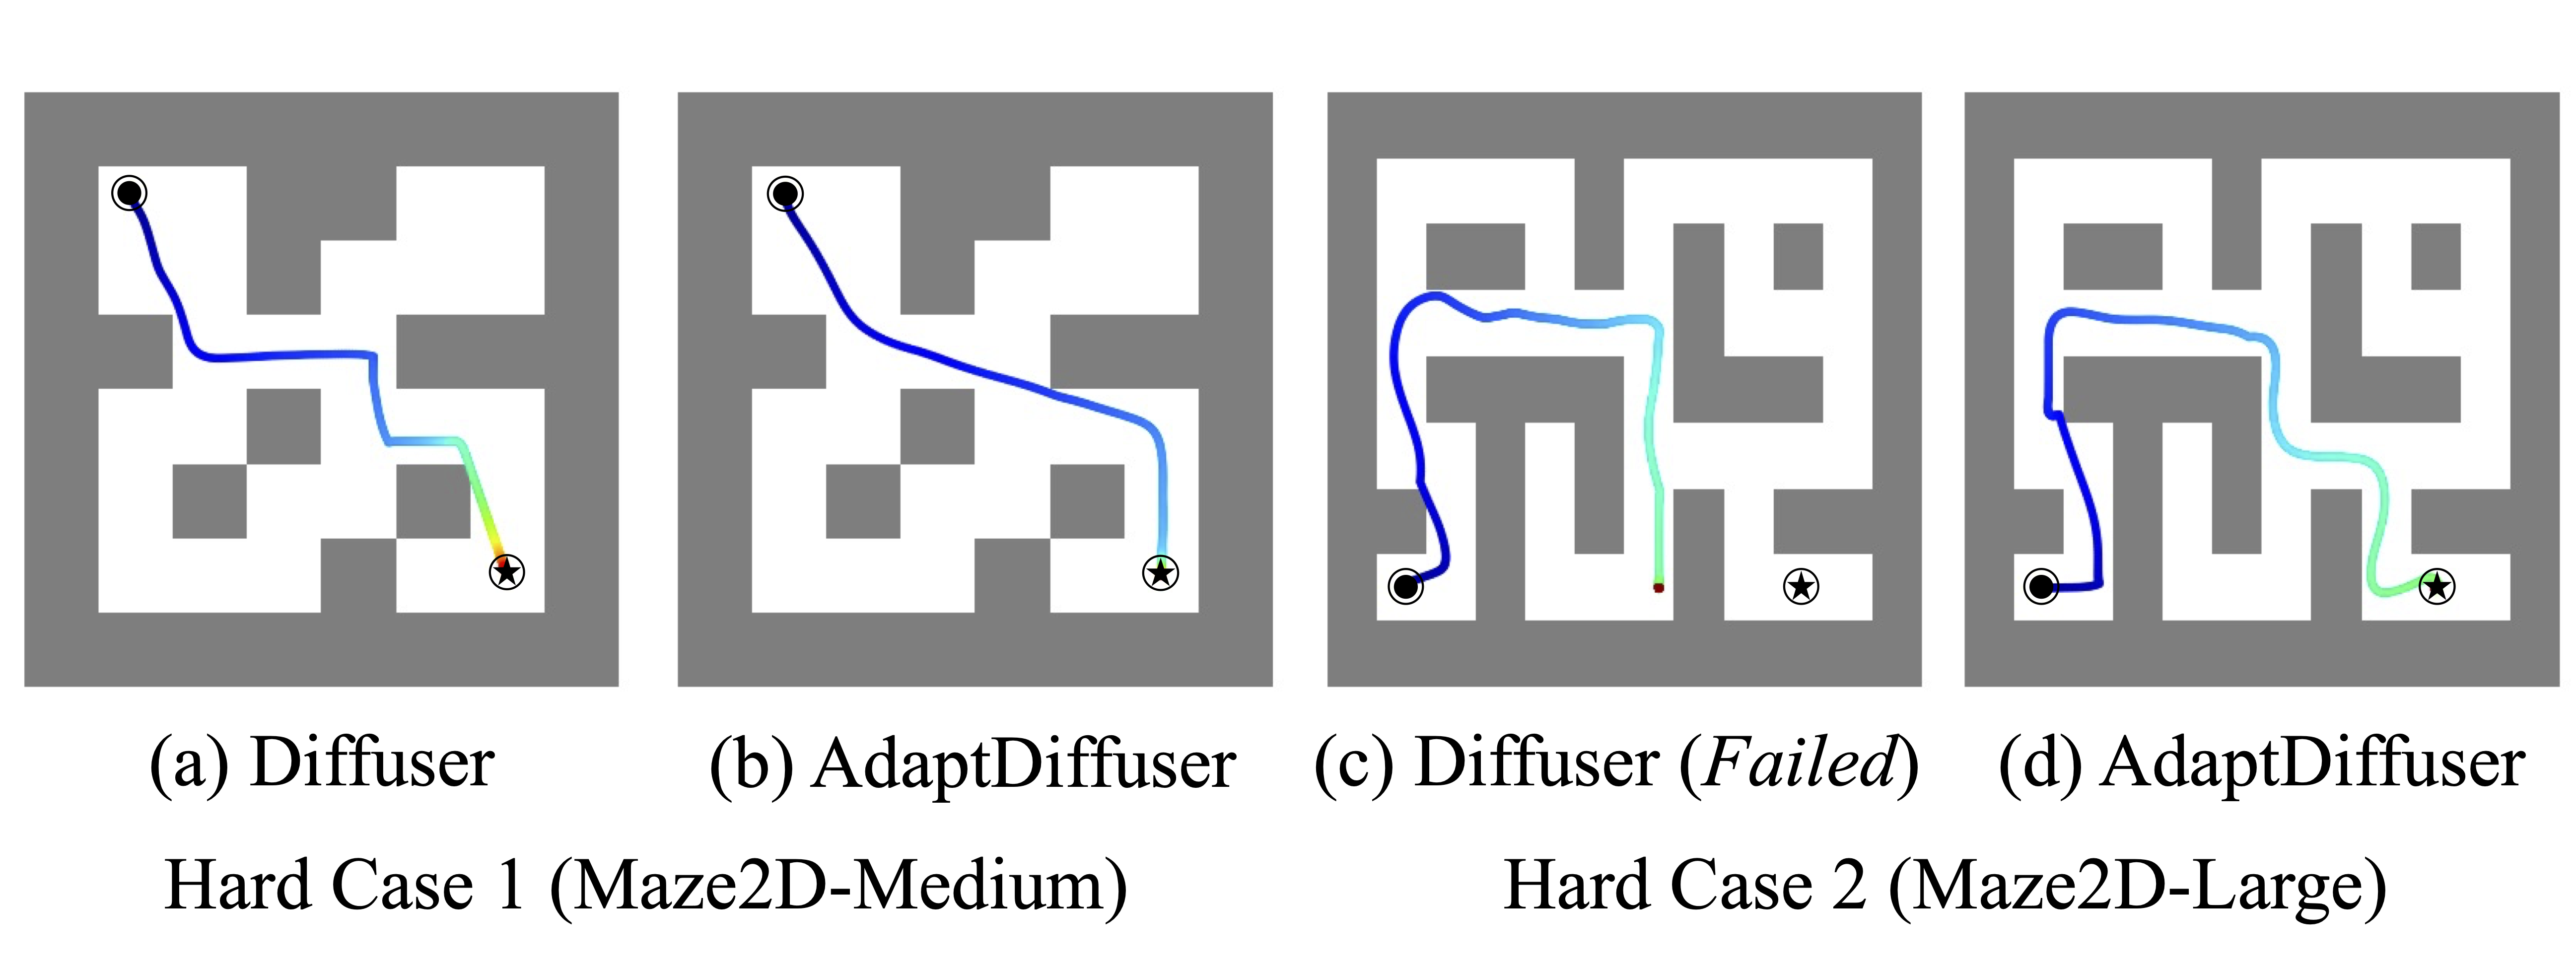 (a) Diffuser (b) AdaptDiffuser (c) Diffuser (Failed) (d) AdaptDiffuser
Hard Case 1 (Maze2D-Medium) Hard Case 2 (Maze2D-Large)